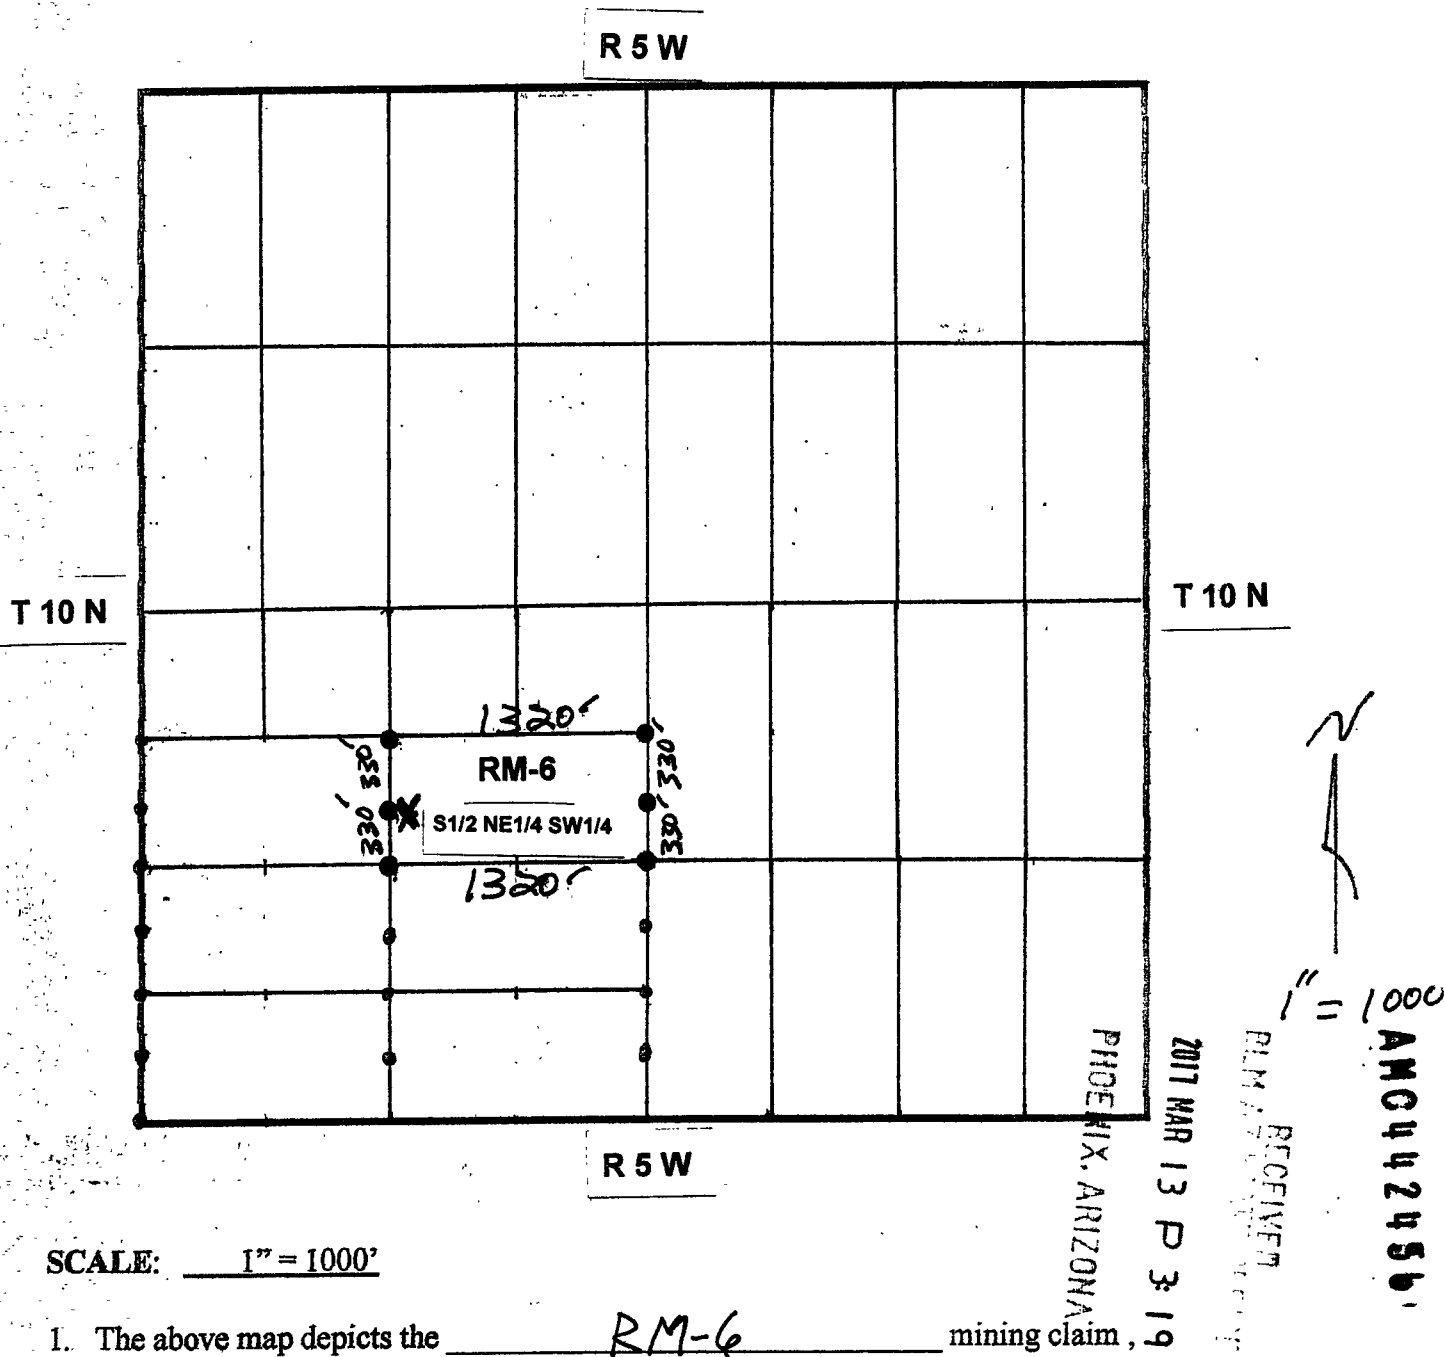 R 5 W
T 10 N
T 10 N
1320'
330'
330'
RM-6
330'
330'
S1/2 NE1/4 SW1/4
1320'
N
1" = 1000
AMC442456
RECEIVED
2017 MAR 13 P 3:19
PHOENIX, ARIZONA
R 5 W
SCALE: 1" = 1000'
1. The above map depicts the RM-6 mining claim,